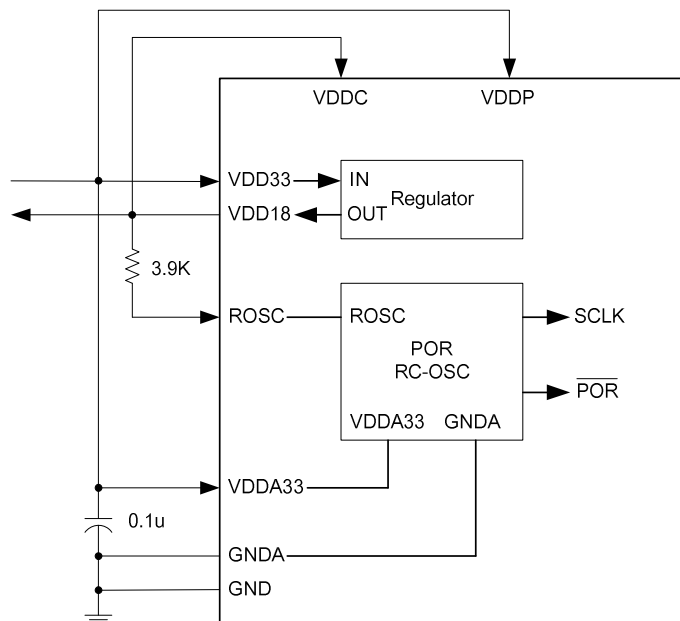 VDDC VDDP
VDD33 IN
Regulator
VDD18 OUT
3.9K
ROSC ROSC SCLK
POR
RC-OSC
POR
VDDA33 GNDA
VDDA33
0.1u
GNDA
GND